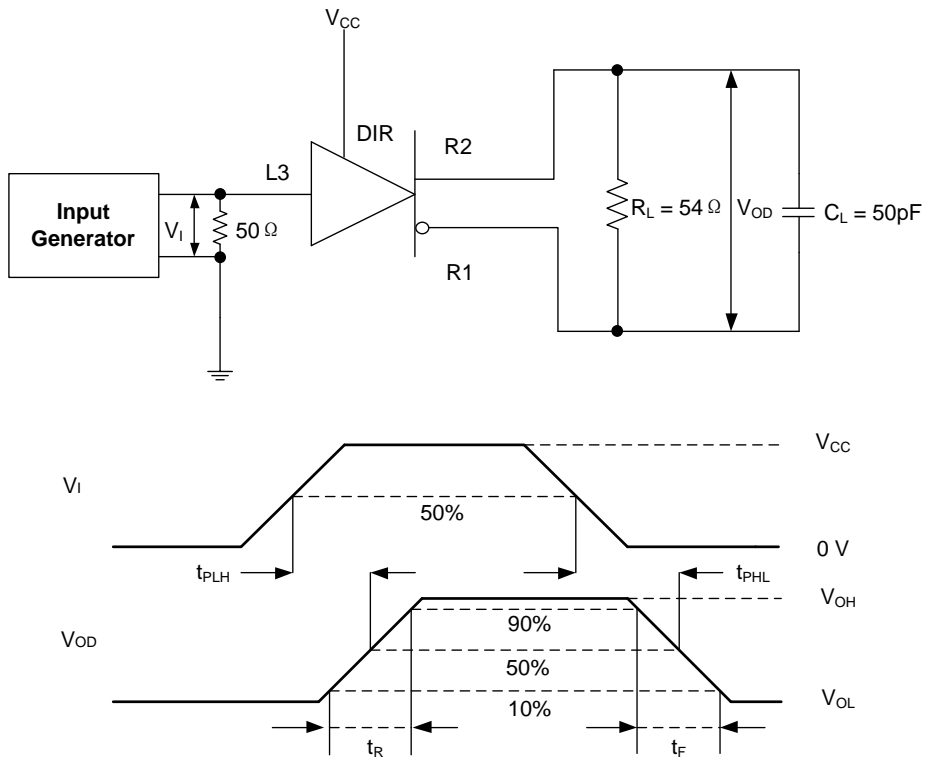 VCC
DIR
R2
L3
Input
Generator
VI
50 Ω
RL = 54 Ω
VOD
CL = 50pF
R1
VCC
VI
50%
0 V
tPLH
tPHL
VOH
90%
VOD
50%
10%
VOL
tR
tF